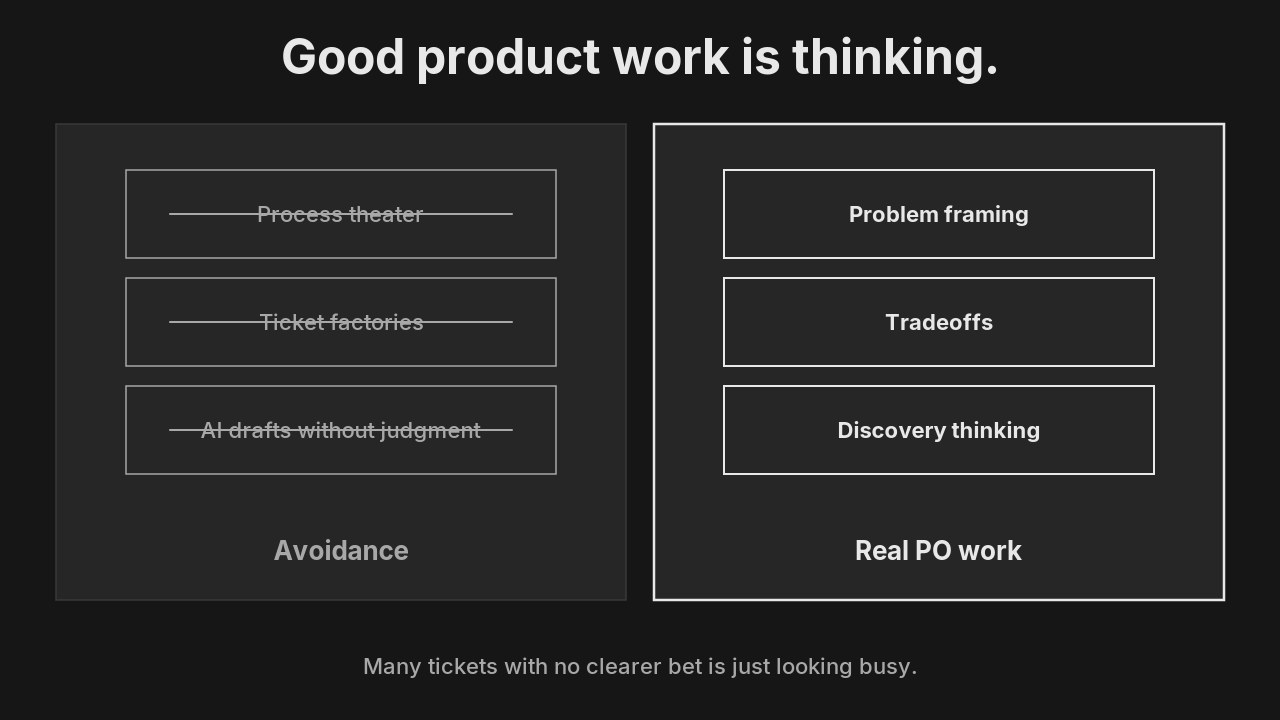 Good product work is thinking.
Process theater
Ticket factories
AI drafts without judgment
Avoidance
Problem framing
Tradeoffs
Discovery thinking
Real PO work
Many tickets with no clearer bet is just looking busy.